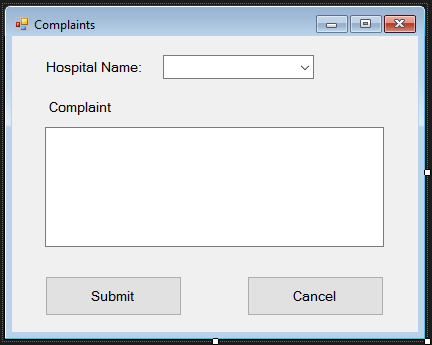 Complaints
Hospital Name:
Complaint
Submit
Cancel